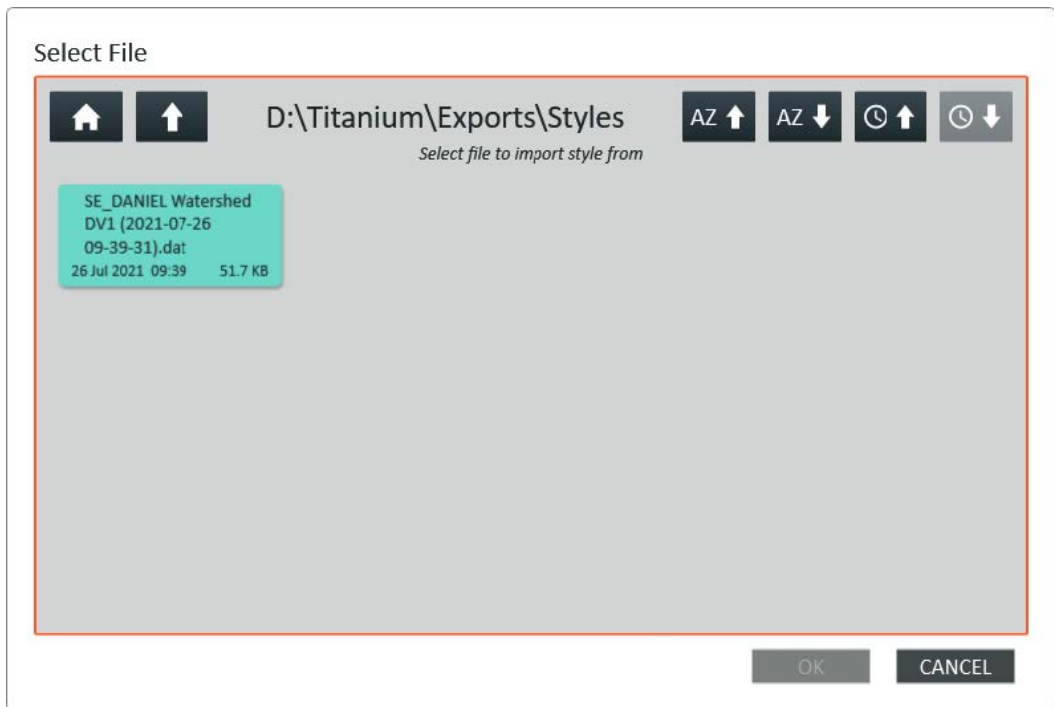 Select File
D:\Titanium\Exports\Styles
AZ
AZ
Select file to import style from
SE_DANIEL Watershed
DV1 (2021-07-26
09-39-31).dat
26 Jul 2021 09:39 51.7 KB
OK
CANCEL